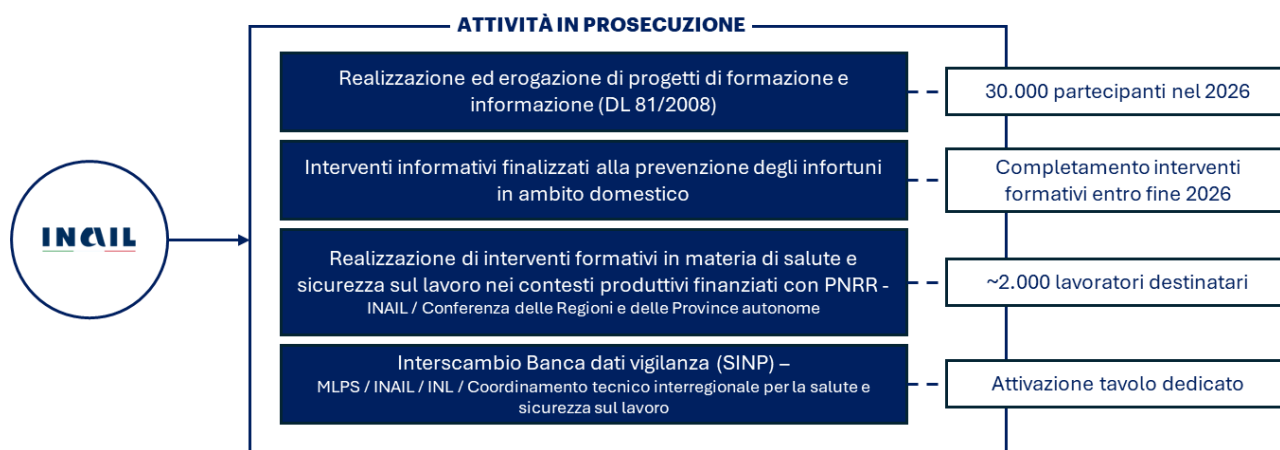 ATTIVITÀ IN PROSECUZIONE
INAIL
Realizzazione ed erogazione di progetti di formazione e
informazione (DL 81/2008)
30.000 partecipanti nel 2026
Interventi informativi finalizzati alla prevenzione degli infortuni
in ambito domestico
Completamento interventi
formativi entro fine 2026
Realizzazione di interventi formativi in materia di salute e
sicurezza sul lavoro nei contesti produttivi finanziati con PNRR -
INAIL / Conferenza delle Regioni e delle Province autonome
~2.000 lavoratori destinatari
Interscambio Banca dati vigilanza (SINP) –
MLPS / INAIL / INL / Coordinamento tecnico interregionale per la salute e
sicurezza sul lavoro
Attivazione tavolo dedicato